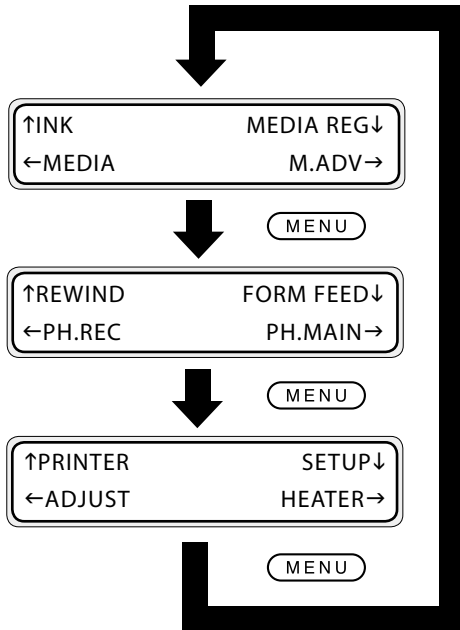 ↑INK MEDIA REG↓
←MEDIA M.ADV→
MENU
↑REWIND FORM FEED↓
←PH.REC PH.MAIN→
MENU
↑PRINTER SETUP↓
←ADJUST HEATER→
MENU